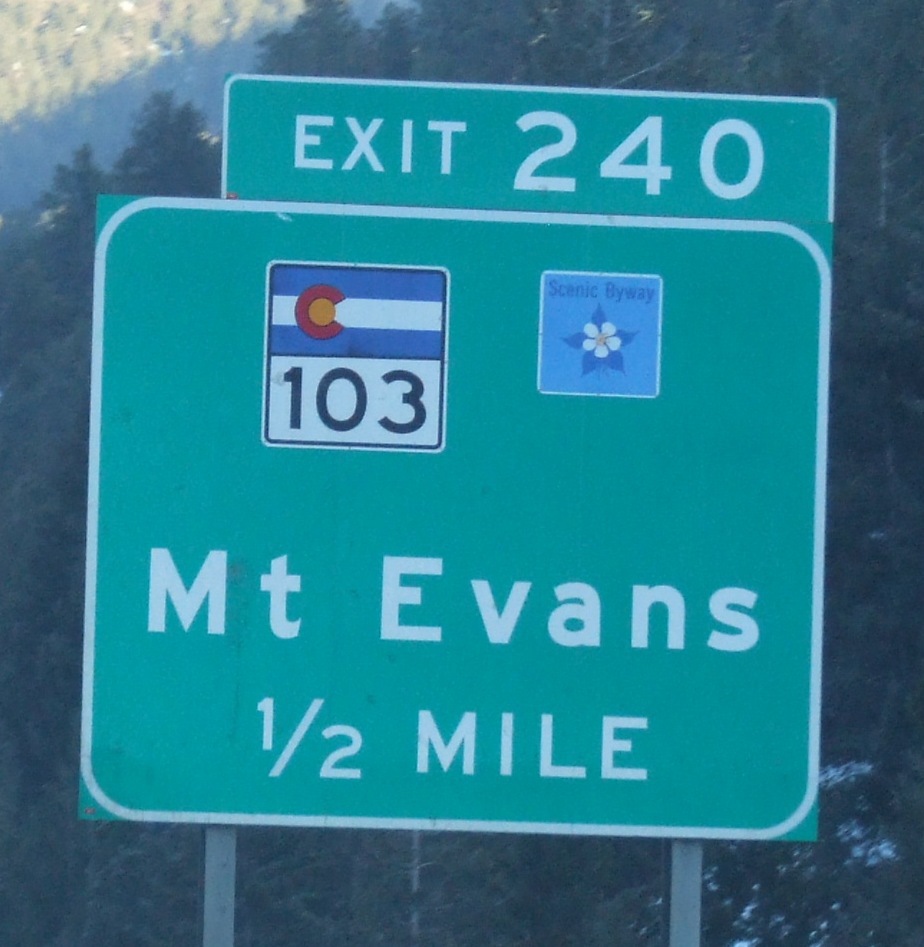 EXIT 240
Scenic Byway
103
Mt Evans
1/2 MILE